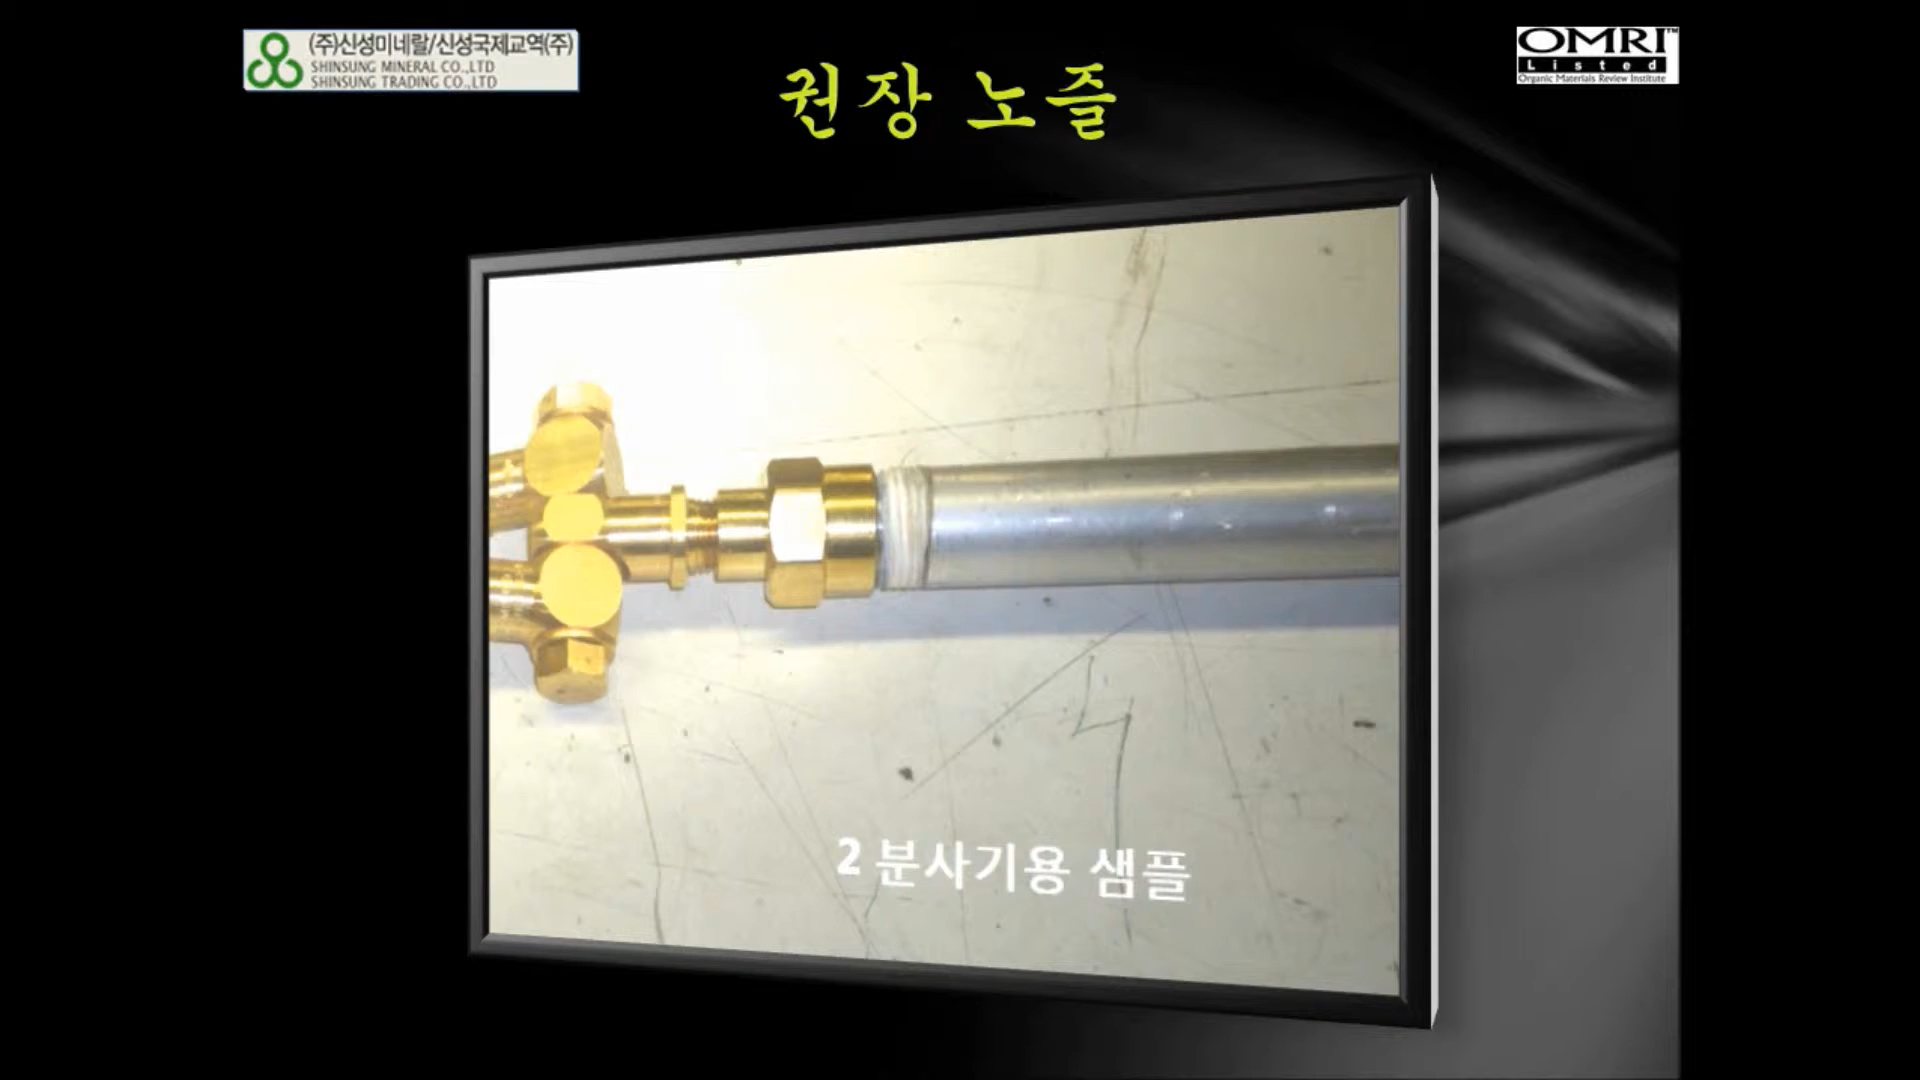 (주)신성미네랄/신성국제교역(주)
SHINSUNG MINERAL CO.,LTD
SHINSUNG TRADING CO.,LTD
OMRI™
Listed
Organic Materials Review Institute
권장 노즐
2 분사기용 샘플